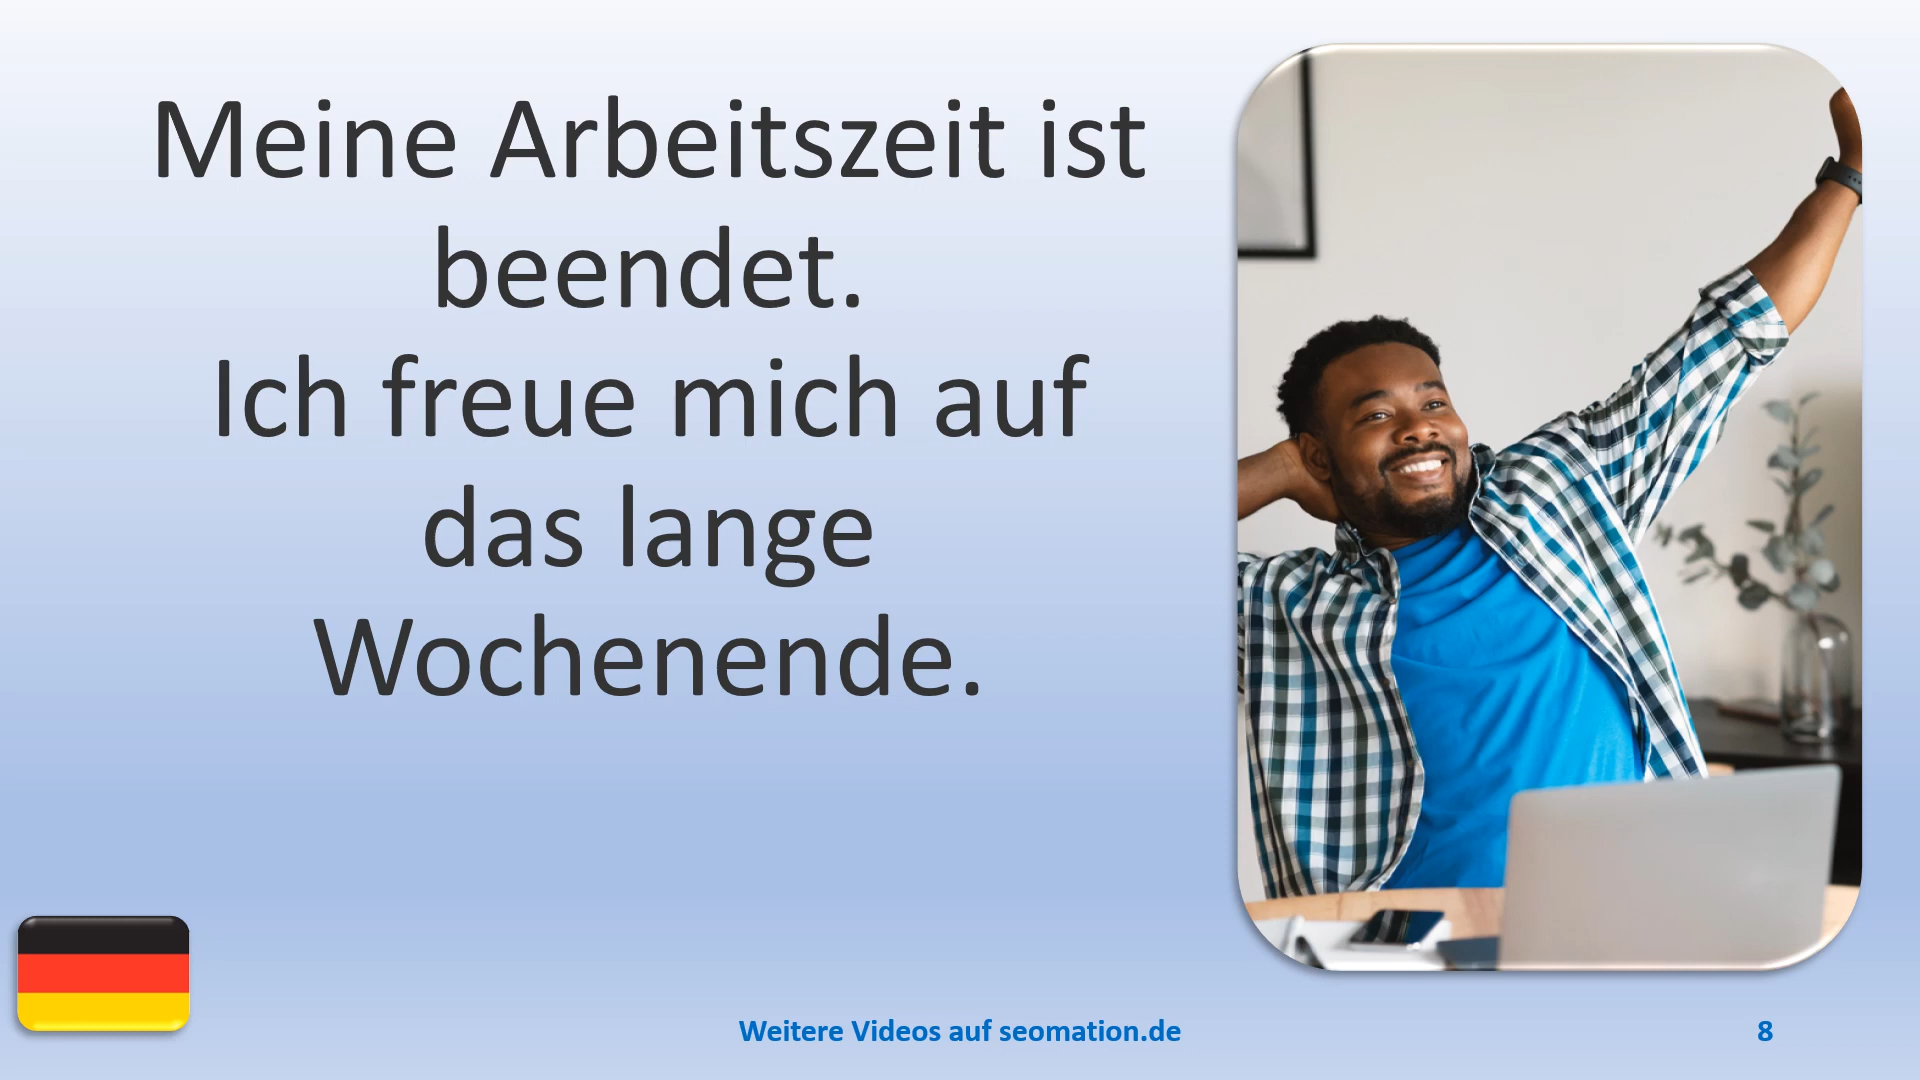 Meine Arbeitszeit ist
beendet.
Ich freue mich auf
das lange
Wochenende.
Weitere Videos auf seomation.de
8